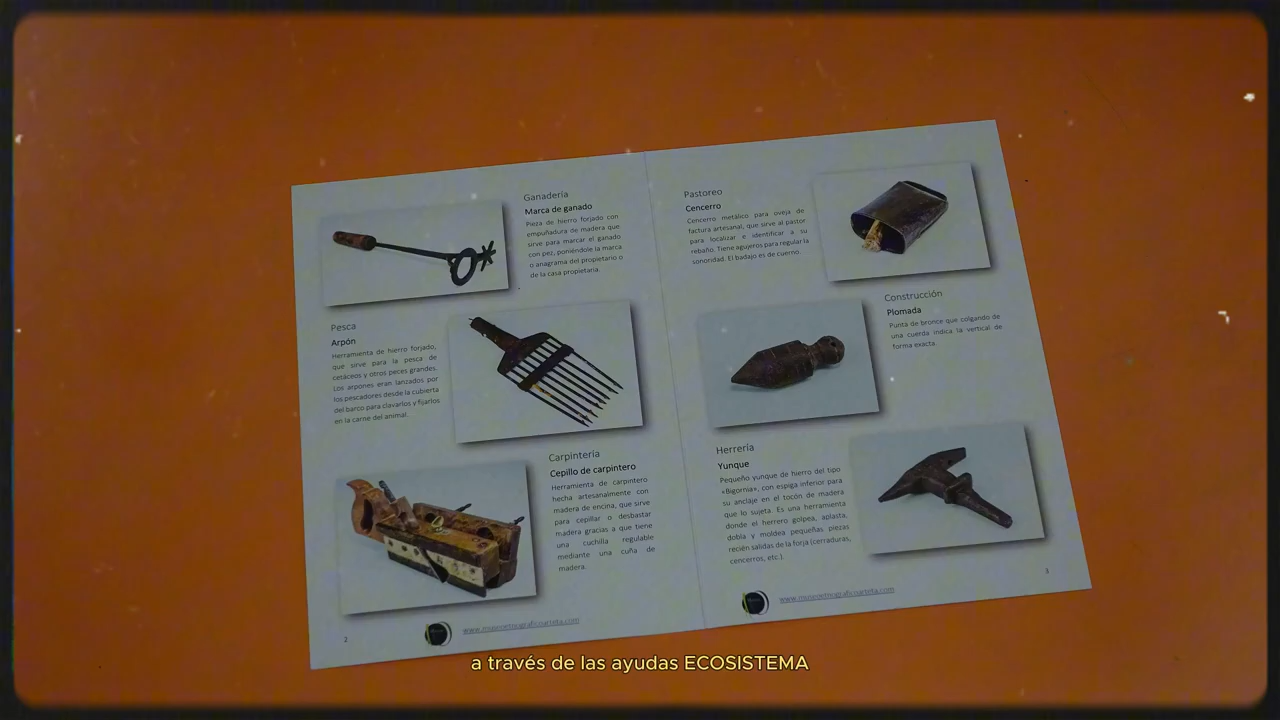 Ganadería
Marca de ganado
Pieza de hierro forjado con
empuñadura de madera que
sirve para marcar el ganado
con pez, poniéndole la marca
o anagrama del propietario o
de la casa propietaria.
Pesca
Arpón
Herramienta de hierro forjado,
que sirve para la pesca de
cetáceos y otros peces grandes.
Los arpones eran lanzados por
los pescadores desde la cubierta
del barco para clavarlos y fijarlos
en la carne del animal.
Carpintería
Cepillo de carpintero
Herramienta de carpintero
hecha artesanalmente con
madera de encina, que sirve
para cepillar o desbastar
madera gracias a que tiene
una cuchilla regulable
mediante una cuña de
madera.
2
www.museoetnograficoarteta.com
Pastoreo
Cencerro
Cencerro metálico para oveja de
factura artesanal, que sirve al pastor
para localizar e identificar a su
rebaño. Tiene agujeros para regular la
sonoridad. El badajo es de cuerno.
Construcción
Plomada
Punta de bronce que colgando de
una cuerda indica la vertical de
forma exacta.
Herrería
Yunque
Pequeño yunque de hierro del tipo
«Bigornia», con espiga inferior para
su anclaje en el tocón de madera
que lo sujeta. Es una herramienta
donde el herrero golpea, aplasta,
dobla y moldea pequeñas piezas
recién salidas de la forja (cerraduras,
cencerros, etc.).
www.museoetnograficoarteta.com
3
a través de las ayudas ECOSISTEMA